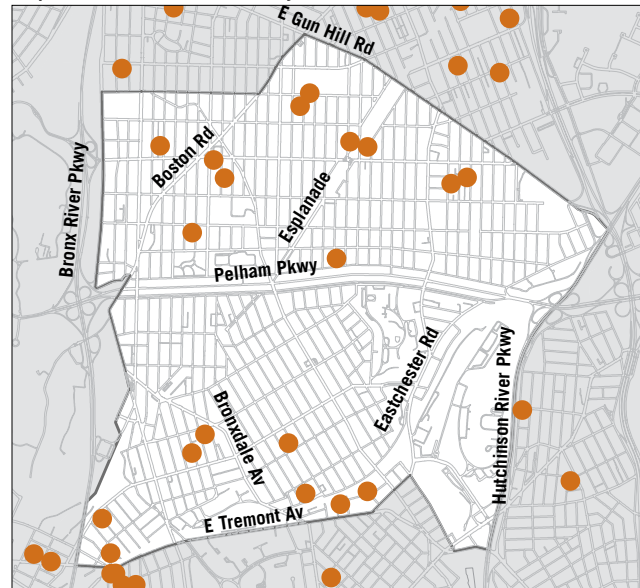 E Gun Hill Rd
Boston Rd
Bronx River Pkwy
Esplanade
Pelham Pkwy
Eastchester Rd
Hutchinson River Pkwy
Bronxdale Av
E Tremont Av